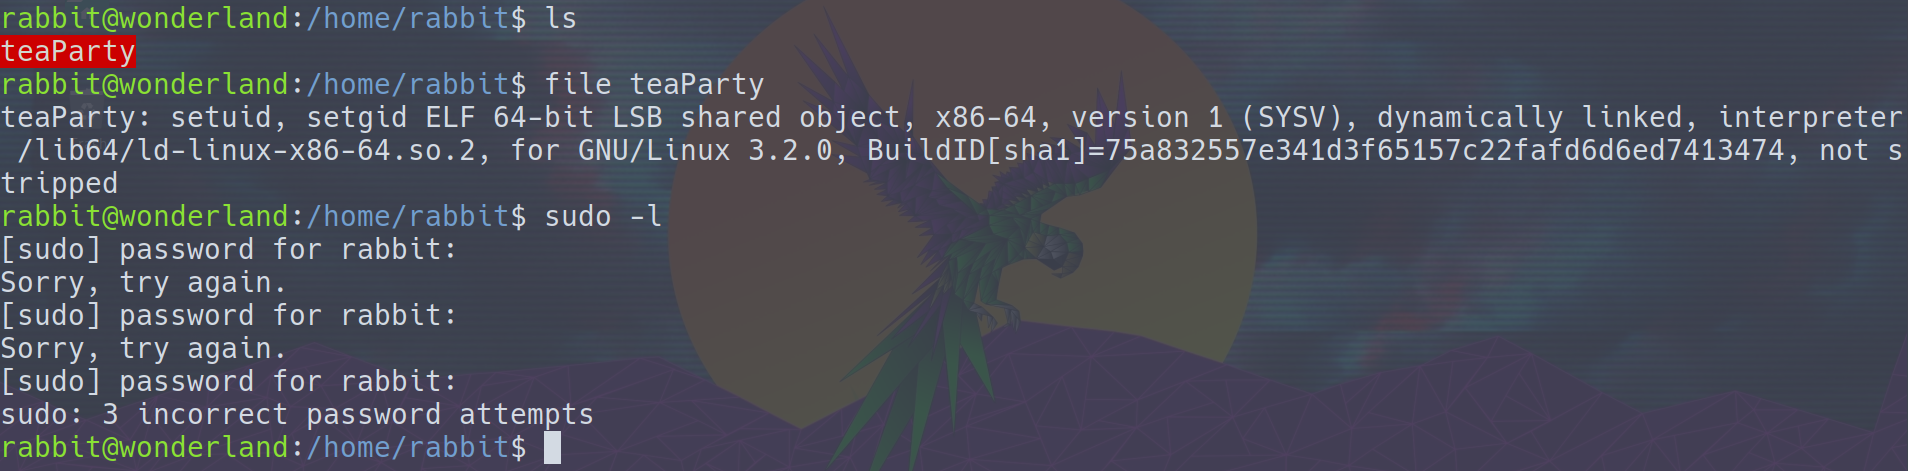 rabbit@wonderland:/home/rabbit$ ls
teaParty
rabbit@wonderland:/home/rabbit$ file teaParty
teaParty: setuid, setgid ELF 64-bit LSB shared object, x86-64, version 1 (SYSV), dynamically linked, interpreter
 /lib64/ld-linux-x86-64.so.2, for GNU/Linux 3.2.0, BuildID[sha1]=75a832557e341d3f65157c22fafd6d6ed7413474, not s
tripped
rabbit@wonderland:/home/rabbit$ sudo -l
[sudo] password for rabbit:
Sorry, try again.
[sudo] password for rabbit:
Sorry, try again.
[sudo] password for rabbit:
sudo: 3 incorrect password attempts
rabbit@wonderland:/home/rabbit$